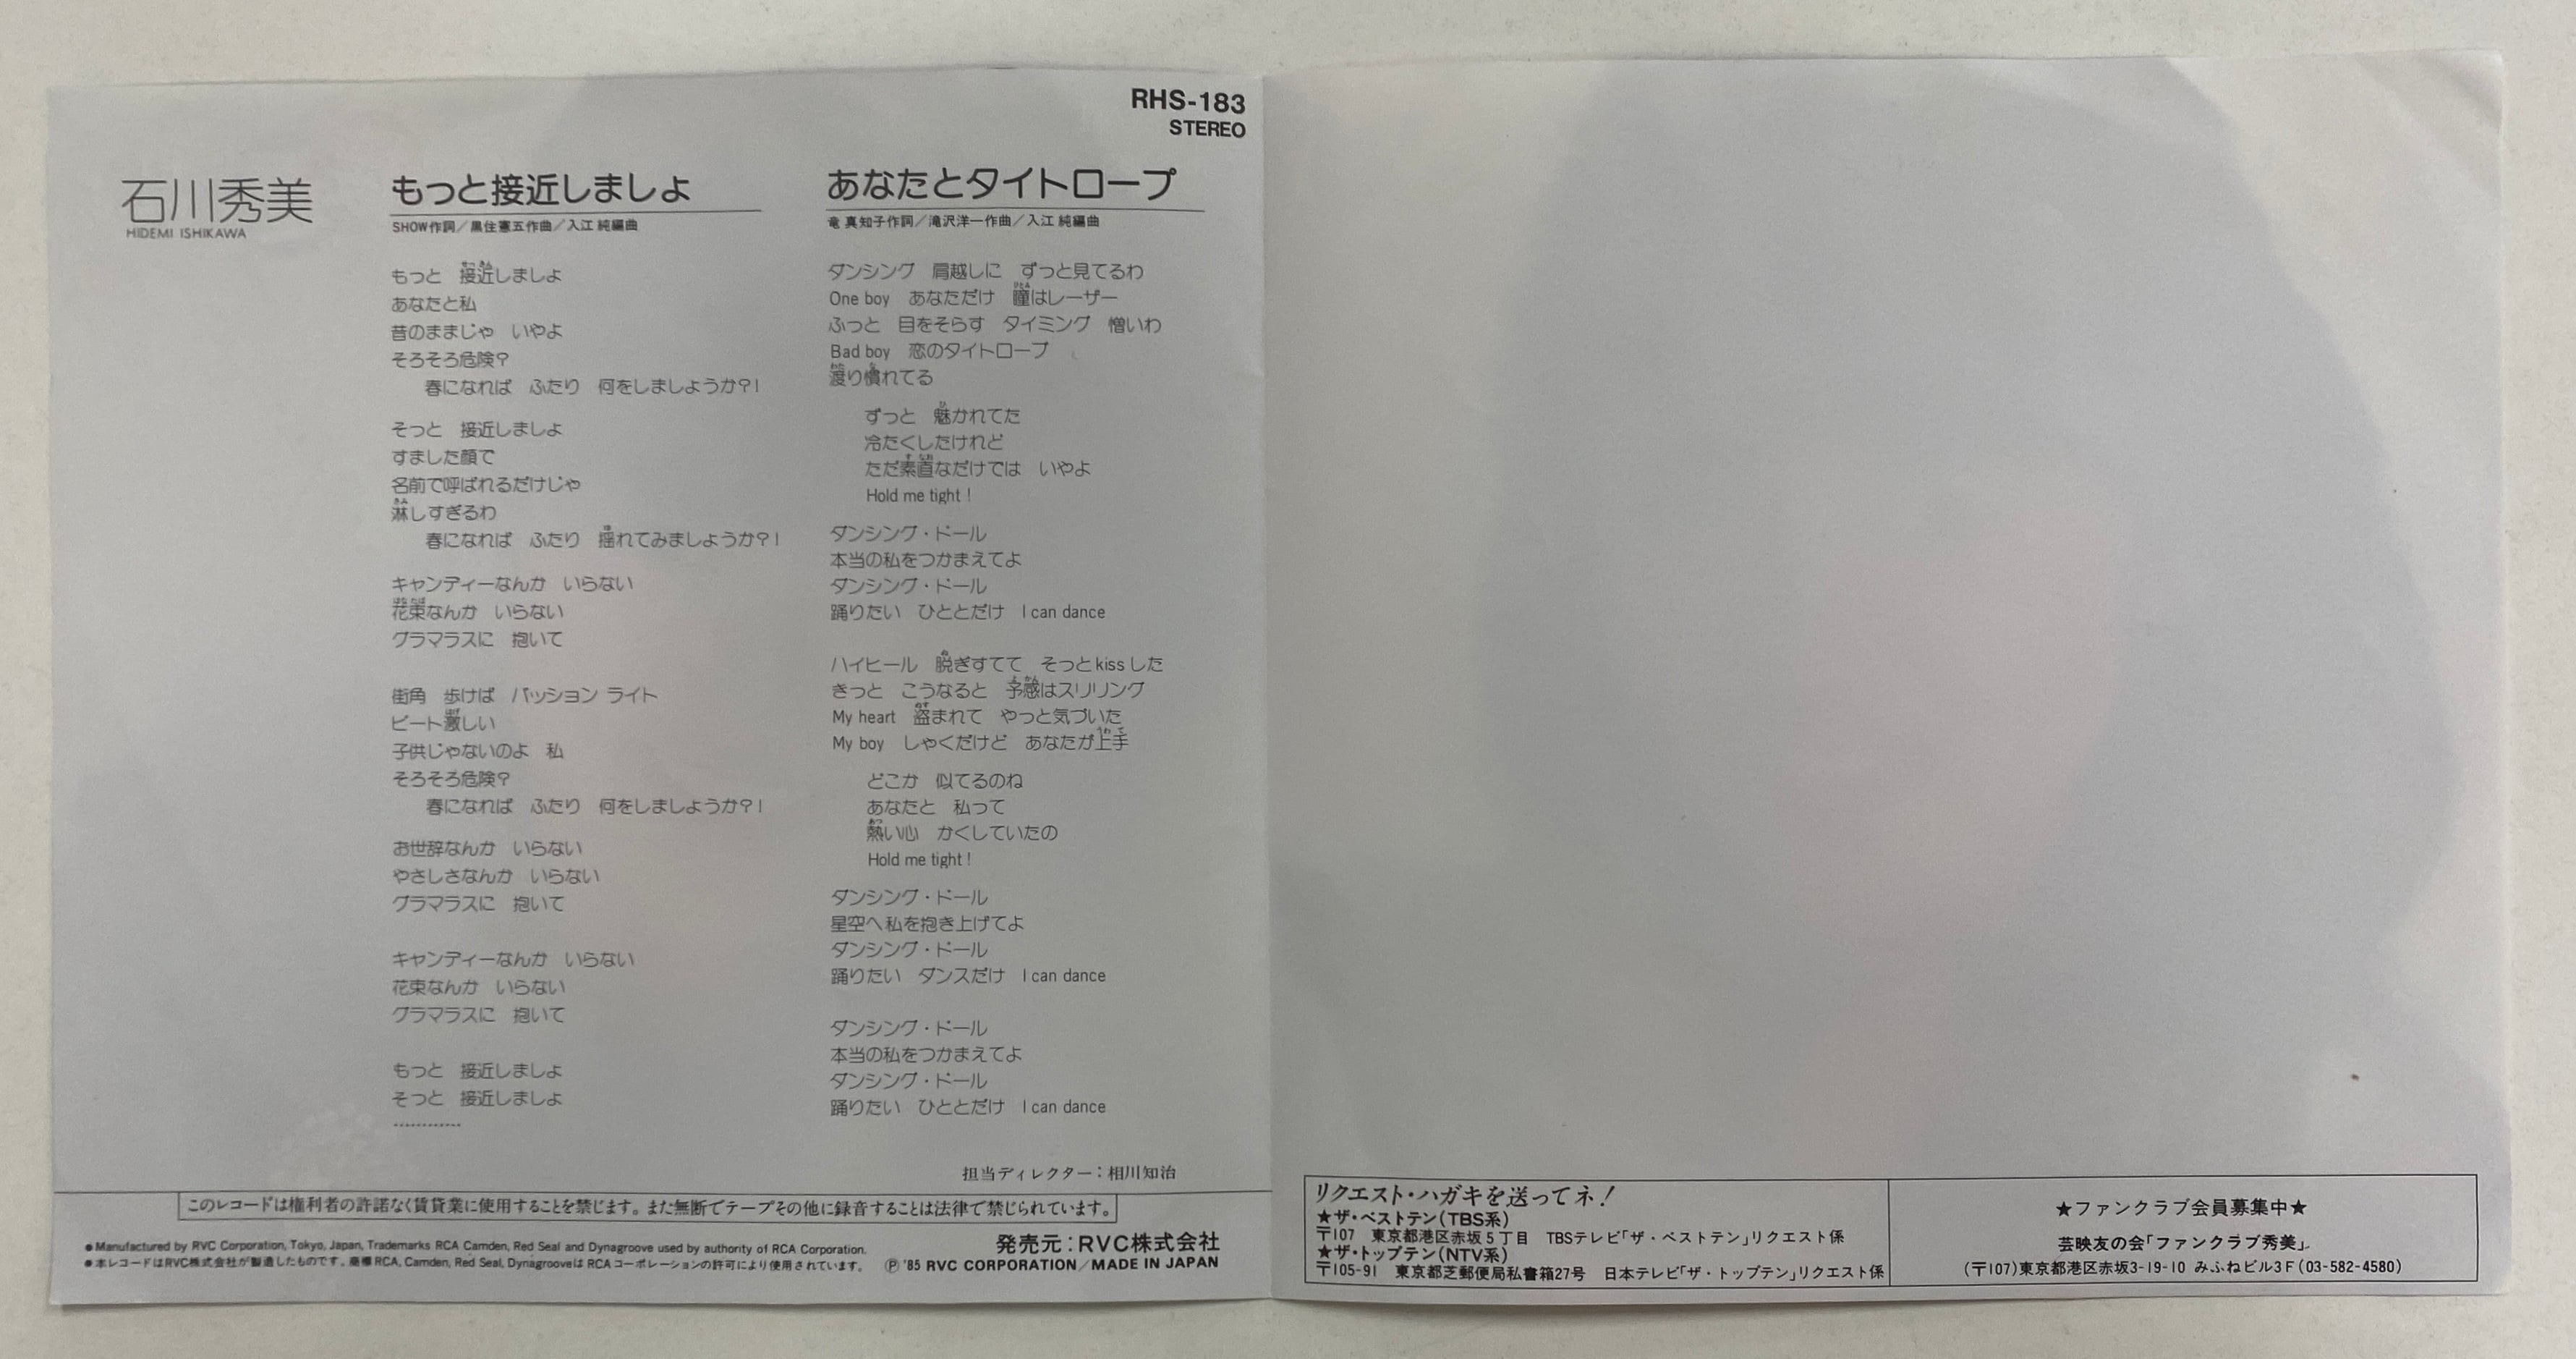 RHS-183
STEREO
石川秀美
HIDEMI ISHIKAWA
もっと接近しましょ
SHOW作詞／黒住憲五作曲／入江 純編曲
もっと　接近しましょ
あなたと私
昔のままじゃ　いやよ
そろそろ危険?
春になれば　ふたり　何をしましょうか?!
そっと　接近しましょ
すました顔で
名前で呼ばれるだけじゃ
淋しすぎるわ
春になれば　ふたり　揺れてみましょうか?!
キャンディーなんか　いらない
花束なんか　いらない
グラマラスに　抱いて
街角　歩けば　パッション ライト
ビート激しい
子供じゃないのよ　私
そろそろ危険?
春になれば　ふたり　何をしましょうか?!
お世辞なんか　いらない
やさしさなんか　いらない
グラマラスに　抱いて
キャンディーなんか　いらない
花束なんか　いらない
グラマラスに　抱いて
もっと　接近しましょ
そっと　接近しましょ
…………
あなたとタイトロープ
竜 真知子作詞／滝沢洋一作曲／入江 純編曲
ダンシング　肩越しに　ずっと見てるわ
One boy　あなただけ　瞳はレーザー
ふっと　目をそらす　タイミング　憎いわ
Bad boy　恋のタイトロープ
渡り慣れてる
ずっと　魅かれてた
冷たくしたけれど
ただ素直なだけでは　いやよ
Hold me tight !
ダンシング・ドール
本当の私をつかまえてよ
ダンシング・ドール
踊りたい　ひととだけ　I can dance
ハイヒール　脱ぎすてて　そっとkissした
きっと　こうなると　予感はスリリング
My heart　盗まれて　やっと気づいた
My boy　しゃくだけど　あなたが上手
どこか　似てるのね
あなたと　私って
熱い心　かくしていたの
Hold me tight !
ダンシング・ドール
星空へ私を抱き上げてよ
ダンシング・ドール
踊りたい　ダンスだけ　I can dance
ダンシング・ドール
本当の私をつかまえてよ
ダンシング・ドール
踊りたい　ひととだけ　I can dance
担当ディレクター：相川知治
このレコードは権利者の許諾なく賃貸業に使用することを禁じます。また無断でテープその他に録音することは法律で禁じられています。
●Manufactured by RVC Corporation, Tokyo, Japan, Trademarks RCA Camden, Red Seal and Dynagroove used by authority of RCA Corporation.
●本レコードはRVC株式会社が製造したものです。商標RCA, Camden, Red Seal, DynagrooveはRCAコーポレーションの許可により使用されています。
発売元：RVC株式会社
Ⓟ '85 RVC CORPORATION／MADE IN JAPAN
リクエスト・ハガキを送ってネ！
★ザ・ベストテン(TBS系)
〒107　東京都港区赤坂5丁目　TBSテレビ「ザ・ベストテン」リクエスト係
★ザ・トップテン(NTV系)
〒105-91　東京都芝郵便局私書箱27号　日本テレビ「ザ・トップテン」リクエスト係
★ファンクラブ会員募集中★
芸映友の会「ファンクラブ秀美」
(〒107)東京都港区赤坂3-19-10 みふねビル3F(03-582-4580)